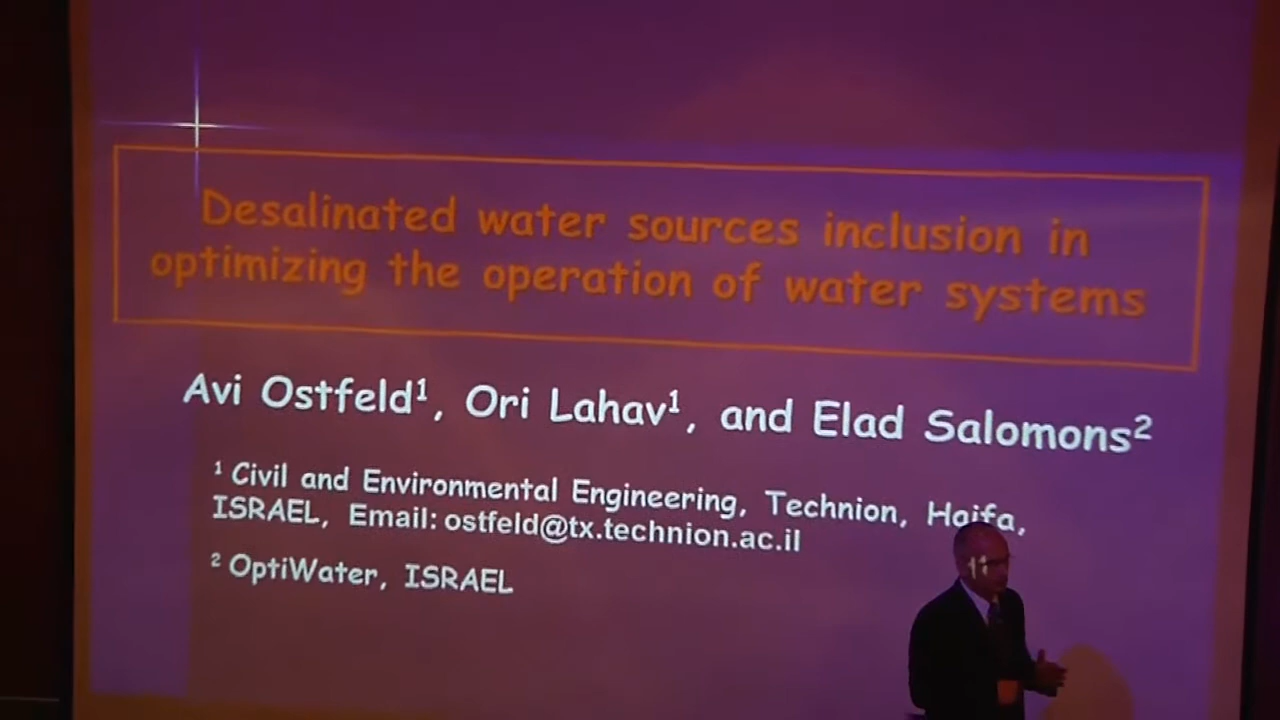 Desalinated water sources inclusion in
optimizing the operation of water systems
Avi Ostfeld¹, Ori Lahav¹, and Elad Salomons²
¹ Civil and Environmental Engineering, Technion, Haifa,
ISRAEL, Email: ostfeld@tx.technion.ac.il
² OptiWater, ISRAEL